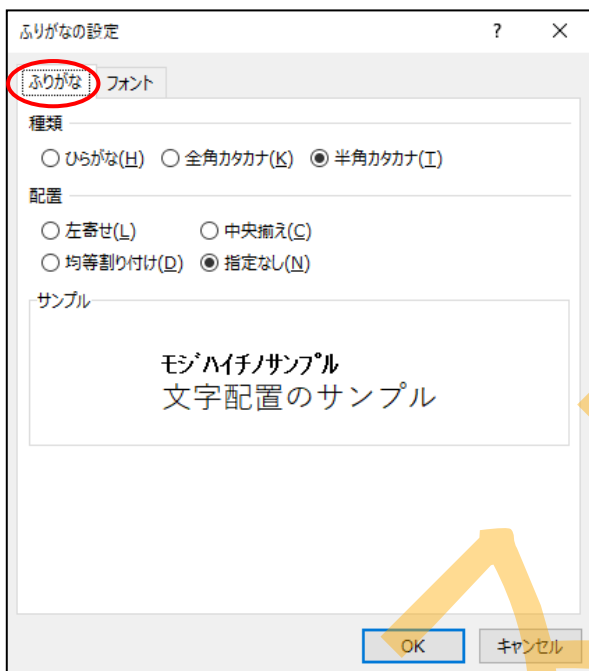 ふりがなの設定 ? ×
ふりがな フォント
種類
ひらがな(H) 全角カタカナ(K) 半角カタカナ(T)
配置
左寄せ(L) 中央揃え(C)
均等割り付け(D) 指定なし(N)
サンプル
ﾓｼﾞﾊｲﾁﾉｻﾝﾌﾟﾙ
文字配置のサンプル
OK キャンセル